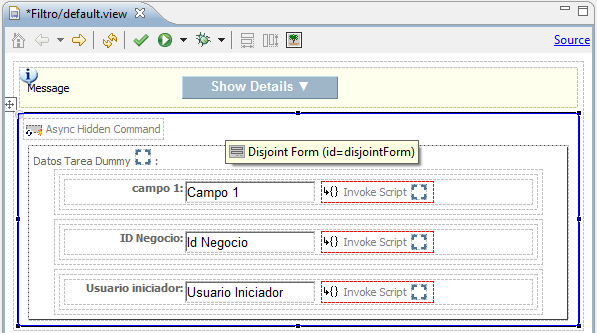 *Filtro/default.view
Source
Message
Show Details ▼
Async Hidden Command
Disjoint Form (id=disjointForm)
Datos Tarea Dummy :
campo 1: Campo 1 {} Invoke Script
ID Negocio: Id Negocio {} Invoke Script
Usuario iniciador: Usuario Iniciador {} Invoke Script